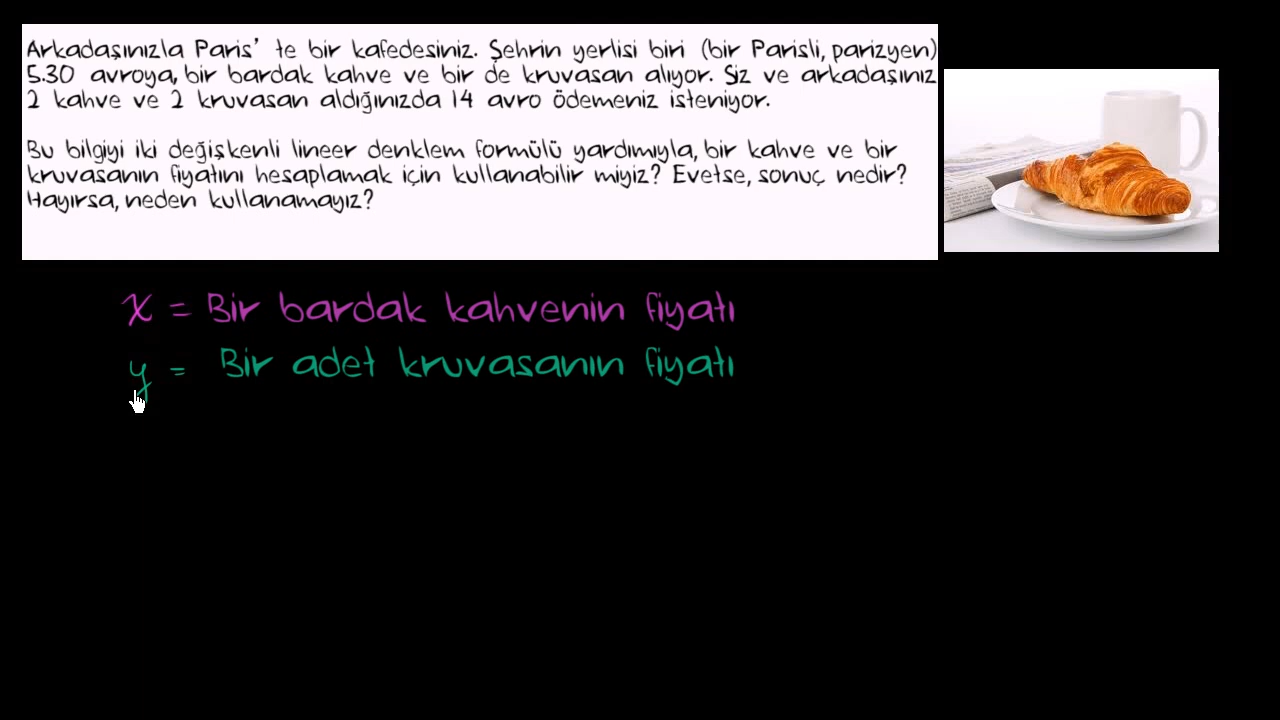 Arkadaşınızla Paris' te bir kafedesiniz. Şehrin yerlisi biri (bir Parisli, parizyen)
5.30 avroya, bir bardak kahve ve bir de kruvasan alıyor. Siz ve arkadaşınız
2 kahve ve 2 kruvasan aldığınızda 14 avro ödemeniz isteniyor.
Bu bilgiyi iki değişkenli lineer denklem formülü yardımıyla, bir kahve ve bir
kruvasanın fiyatını hesaplamak için kullanabilir miyiz? Evetse, sonuç nedir?
Hayırsa, neden kullanamayız?
x = Bir bardak kahvenin fiyatı
y = Bir adet kruvasanın fiyatı